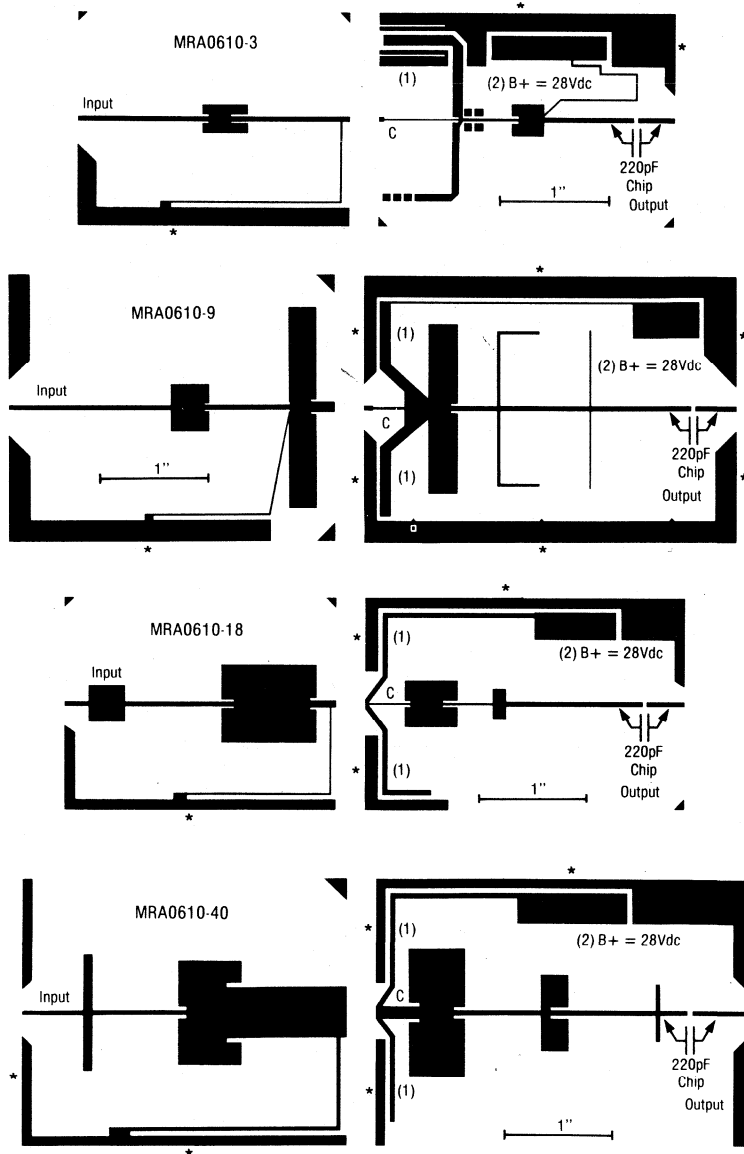 MRA0610-3
Input
*
*
*
(1)
(2) B+ = 28Vdc
C
220pF
Chip
Output
1"
MRA0610-9
Input
1"
*
*
*
(1)
(2) B+ = 28Vdc
*
C
220pF
Chip
Output
(1)
*
*
*
MRA0610-18
Input
*
*
*
(1)
(2) B+ = 28Vdc
C
220pF
Chip
Output
*
(1)
1"
MRA0610-40
Input
*
*
*
*
(1)
(2) B+ = 28Vdc
C
220pF
Chip
Output
*
(1)
1"